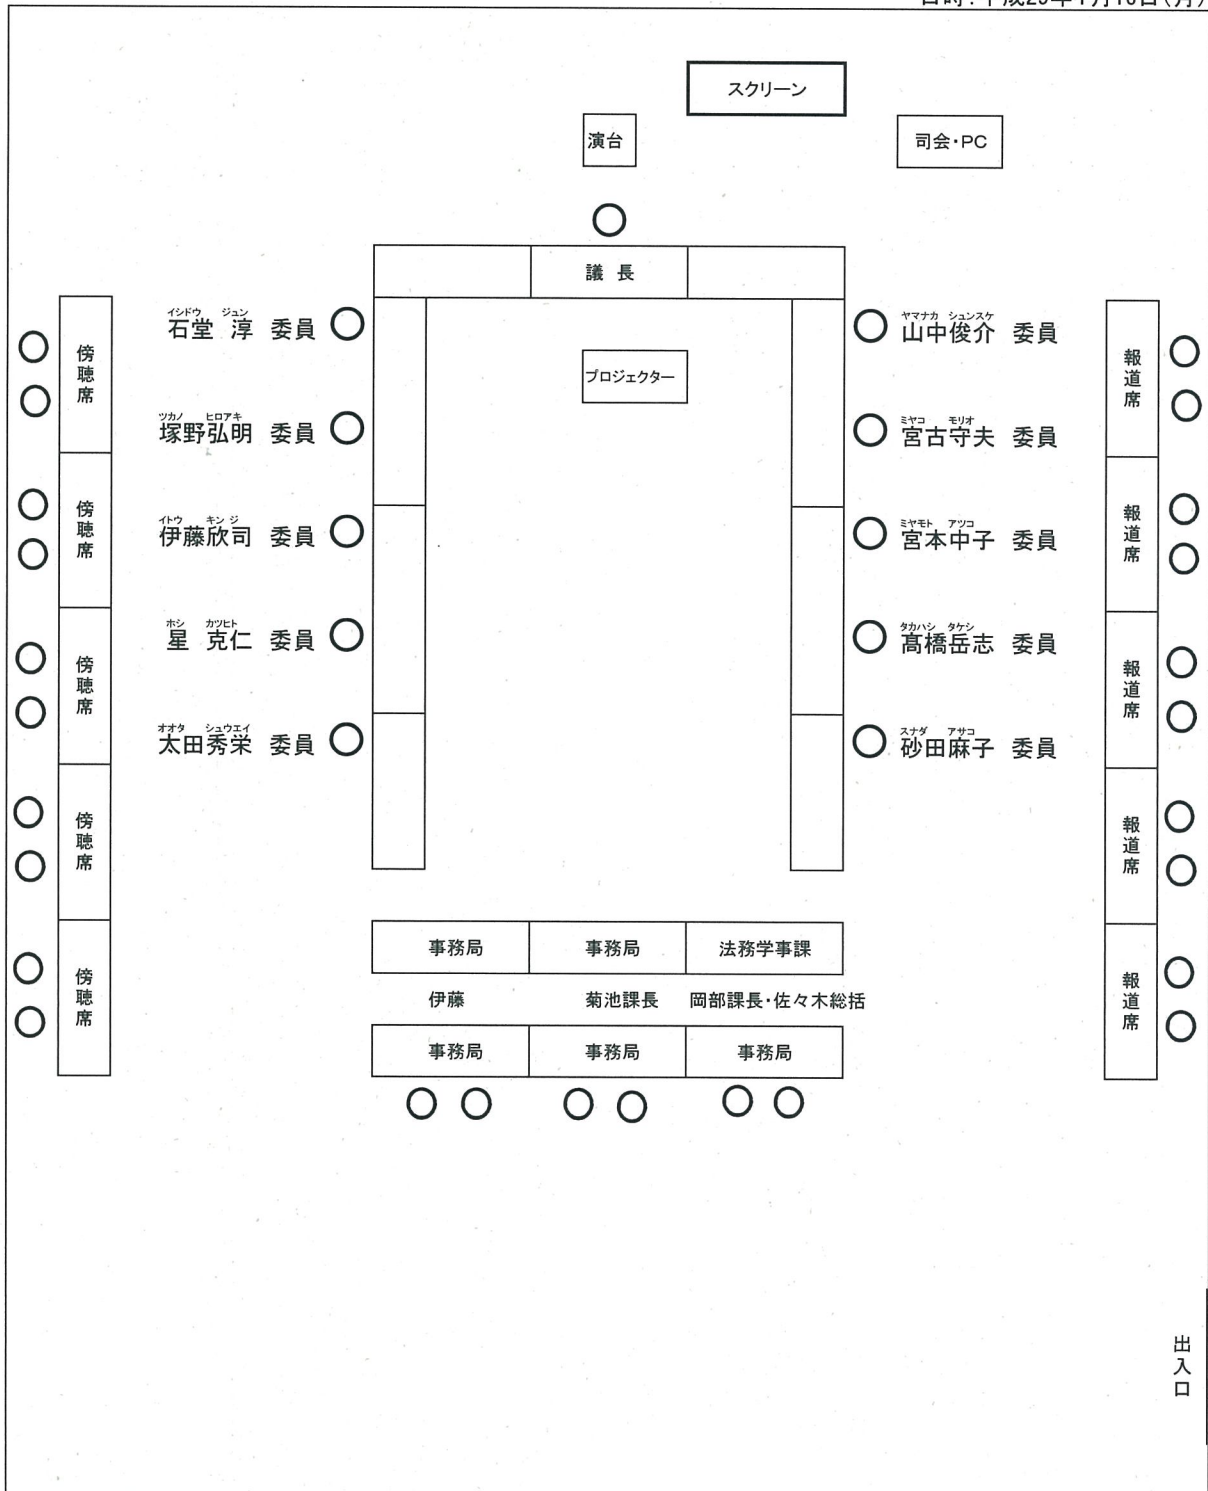 スクリーン
演台
司会・PC
議 長
プロジェクター
イシドウ ジュン
石堂 淳 委員
ツカノ ヒロアキ
塚野弘明 委員
イトウ キンジ
伊藤欣司 委員
ホシ カツヒト
星 克仁 委員
オオタ シュウエイ
太田秀栄 委員
ヤマナカ シュンスケ
山中俊介 委員
ミヤコ モリオ
宮古守夫 委員
ミヤモト アツコ
宮本中子 委員
タカハシ タケシ
髙橋岳志 委員
スナダ アサコ
砂田麻子 委員
傍聴席
傍聴席
傍聴席
傍聴席
傍聴席
報道席
報道席
報道席
報道席
報道席
事務局 事務局 法務学事課
伊藤 菊池課長 岡部課長・佐々木総括
事務局 事務局 事務局
出入口